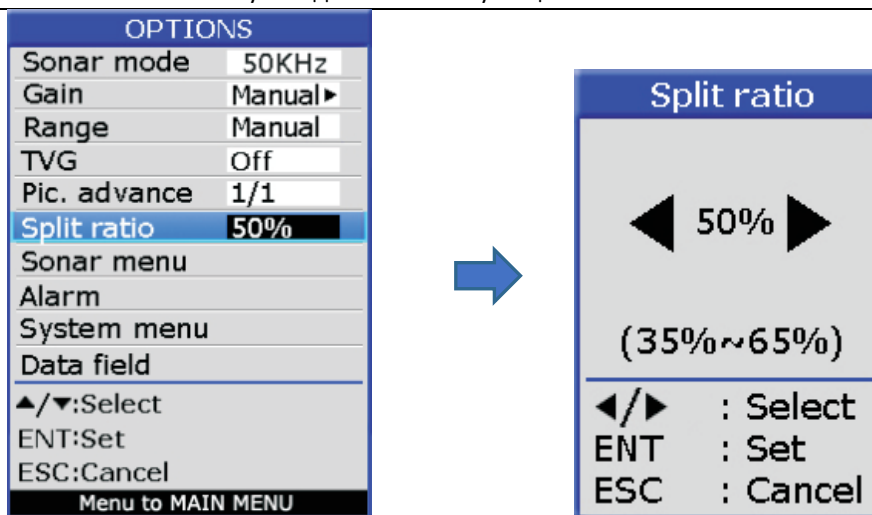 OPTIONS
Sonar mode 50KHz
Gain Manual▶
Range Manual
TVG Off
Pic. advance 1/1
Split ratio 50%
Sonar menu
Alarm
System menu
Data field
▲/▼:Select
ENT:Set
ESC:Cancel
Menu to MAIN MENU
Split ratio
◀ 50% ▶
(35%~65%)
◀/▶ : Select
ENT : Set
ESC : Cancel